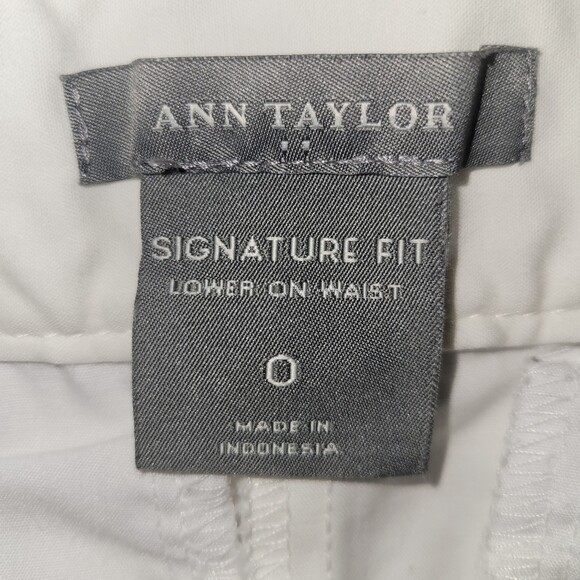 ANN TAYLOR
SIGNATURE FIT
LOWER ON WAIST
0
MADE IN
INDONESIA